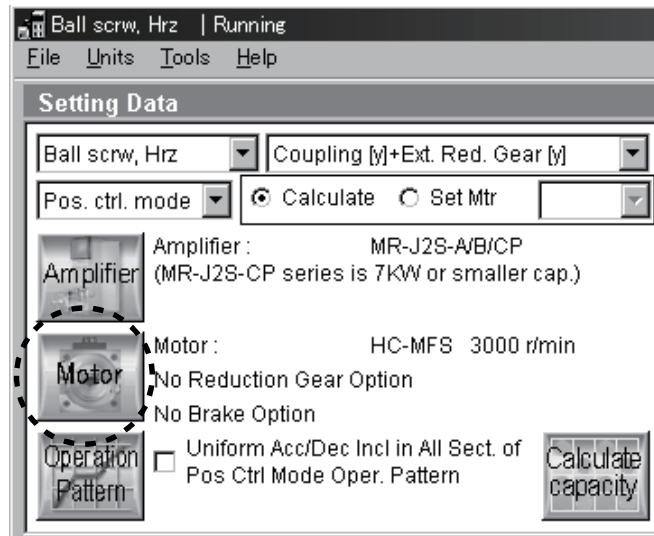 Ball scrw, Hrz | Running
File Units Tools Help
Setting Data
Ball scrw, Hrz Coupling [y]+Ext. Red. Gear [y]
Pos. ctrl. mode Calculate Set Mtr
Amplifier
Amplifier : MR-J2S-A/B/CP
(MR-J2S-CP series is 7KW or smaller cap.)
Motor
Motor : HC-MFS 3000 r/min
No Reduction Gear Option
No Brake Option
Operation
Pattern
Uniform Acc/Dec Incl in All Sect. of
Pos Ctrl Mode Oper. Pattern
Calculate
capacity